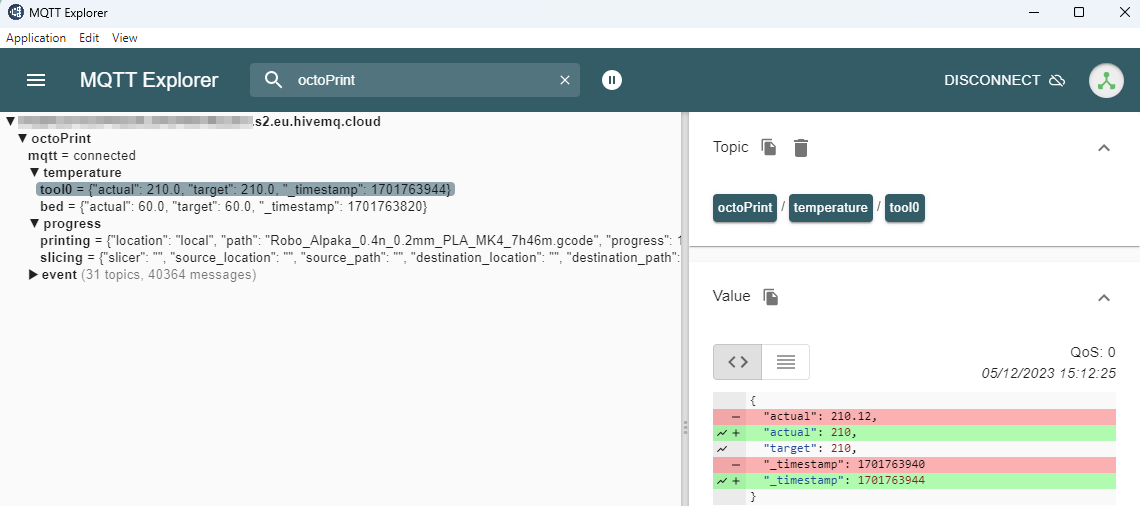 MQTT Explorer
Application Edit View
MQTT Explorer
octoPrint
DISCONNECT
.s2.eu.hivemq.cloud
octoPrint
mqtt = connected
temperature
tool0 = {"actual": 210.0, "target": 210.0, "_timestamp": 1701763944}
bed = {"actual": 60.0, "target": 60.0, "_timestamp": 1701763820}
progress
printing = {"location": "local", "path": "Robo_Alpaka_0.4n_0.2mm_PLA_MK4_7h46m.gcode", "progress": 1
slicing = {"slicer": "", "source_location": "", "source_path": "", "destination_location": "", "destination_path":
event (31 topics, 40364 messages)
Topic
octoPrint / temperature / tool0
Value
QoS: 0
05/12/2023 15:12:25
{
− "actual": 210.12,
+ "actual": 210,
"target": 210,
− "_timestamp": 1701763940
+ "_timestamp": 1701763944
}